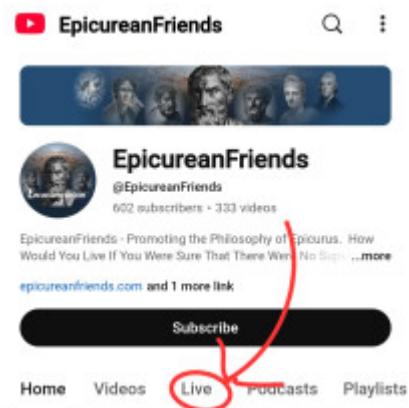 EpicureanFriends
EpicureanFriends
@EpicureanFriends
602 subscribers • 333 videos
EpicureanFriends - Promoting the Philosophy of Epicurus. How
Would You Live If You Were Sure That There Were No ...more
epicureanfriends.com and 1 more link
Subscribe
Home Videos Live Podcasts Playlists